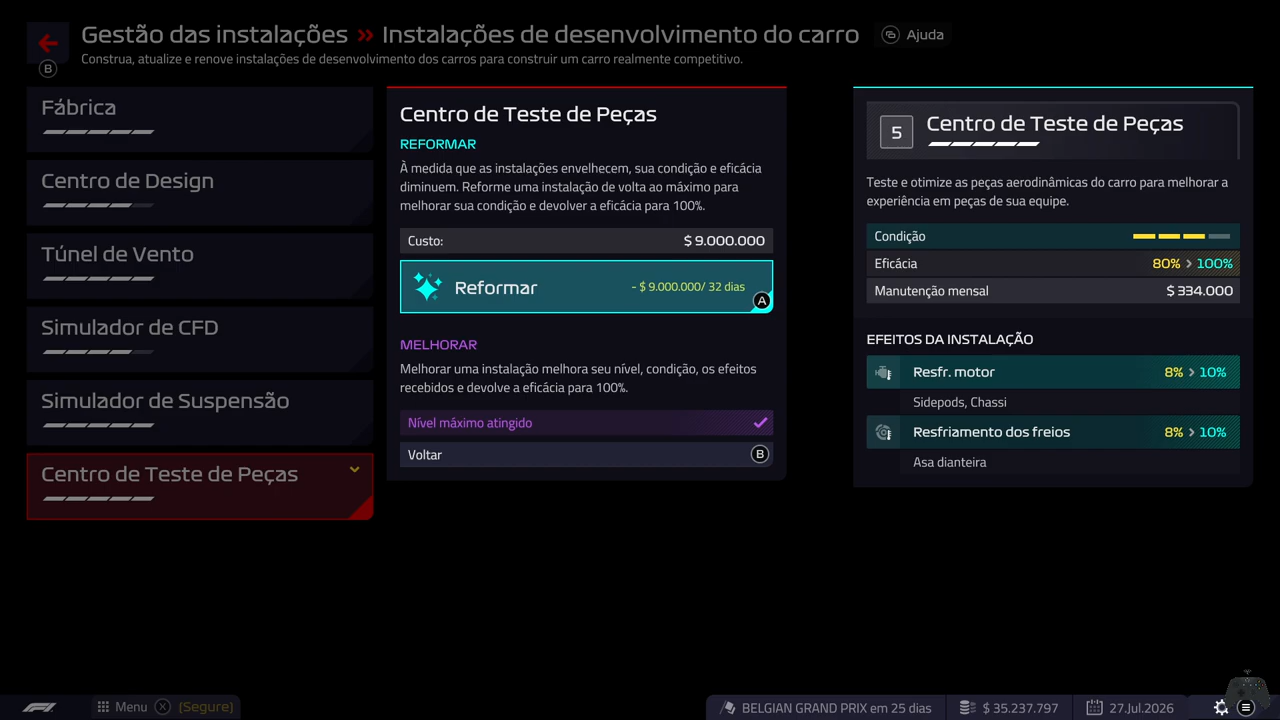 Gestão das instalações >> Instalações de desenvolvimento do carro
Ajuda
Construa, atualize e renove instalações de desenvolvimento dos carros para construir um carro realmente competitivo.
B
Fábrica
Centro de Design
Túnel de Vento
Simulador de CFD
Simulador de Suspensão
Centro de Teste de Peças
Centro de Teste de Peças
REFORMAR
À medida que as instalações envelhecem, sua condição e eficácia
diminuem. Reforme uma instalação de volta ao máximo para
melhorar sua condição e devolver a eficácia para 100%.
Custo: $ 9.000.000
Reformar - $ 9.000.000/ 32 dias
A
MELHORAR
Melhorar uma instalação melhora seu nível, condição, os efeitos
recebidos e devolve a eficácia para 100%.
Nível máximo atingido
Voltar B
5 Centro de Teste de Peças
Teste e otimize as peças aerodinâmicas do carro para melhorar a
experiência em peças de sua equipe.
Condição
Eficácia 80% > 100%
Manutenção mensal $ 334.000
EFEITOS DA INSTALAÇÃO
Resfr. motor 8% > 10%
Sidepods, Chassi
Resfriamento dos freios 8% > 10%
Asa dianteira
F1 Menu X (Segure) BELGIAN GRAND PRIX em 25 dias $ 35.237.797 27.Jul.2026